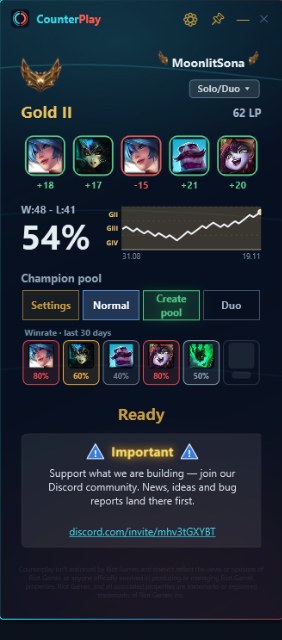 CounterPlay
MoonlitSona
Solo/Duo
Gold II
62 LP
+18 +17 -15 +21 +20
W:48 - L:41
54%
GII
GIII
GIV
31.08 19.11
Champion pool
Settings Normal Create pool Duo
Winrate • last 30 days
80% 60% 40% 80% 50%
Ready
Important
Support what we are building — join our
Discord community. News, ideas and bug
reports land there first.
discord.com/invite/mhv3tGXYBT